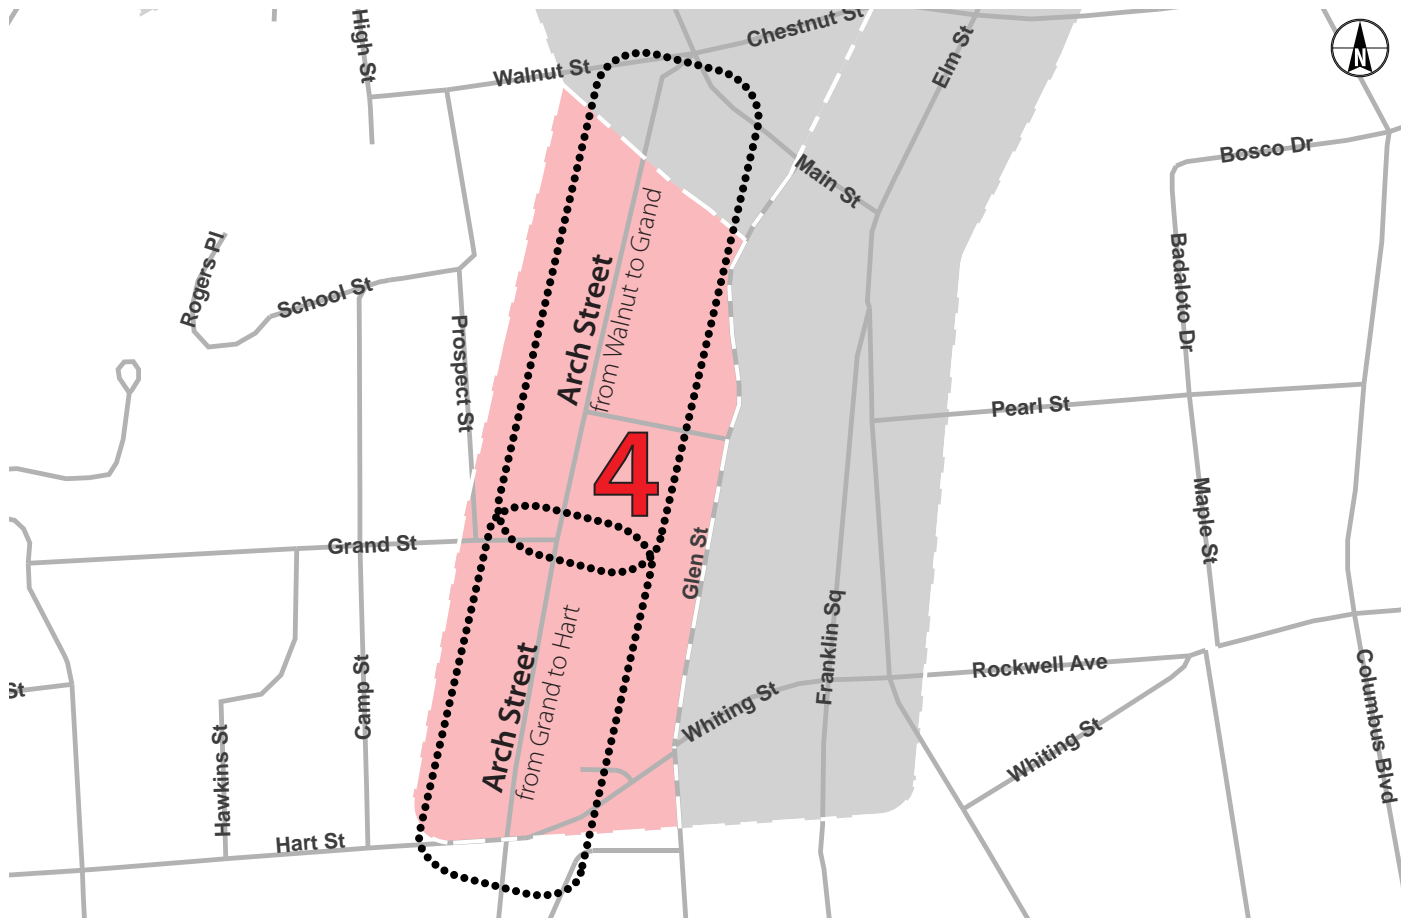 High St
Walnut St
Chestnut St
Elm St
N
Main St
Bosco Dr
Rogers Pl
School St
Badaloto Dr
Arch Street
from Walnut to Grand
Prospect St
Pearl St
4
Maple St
Grand St
Glen St
Franklin Sq
Arch Street
from Grand to Hart
Camp St
St
Rockwell Ave
Columbus Blvd
Whiting St
Whiting St
Hawkins St
Hart St